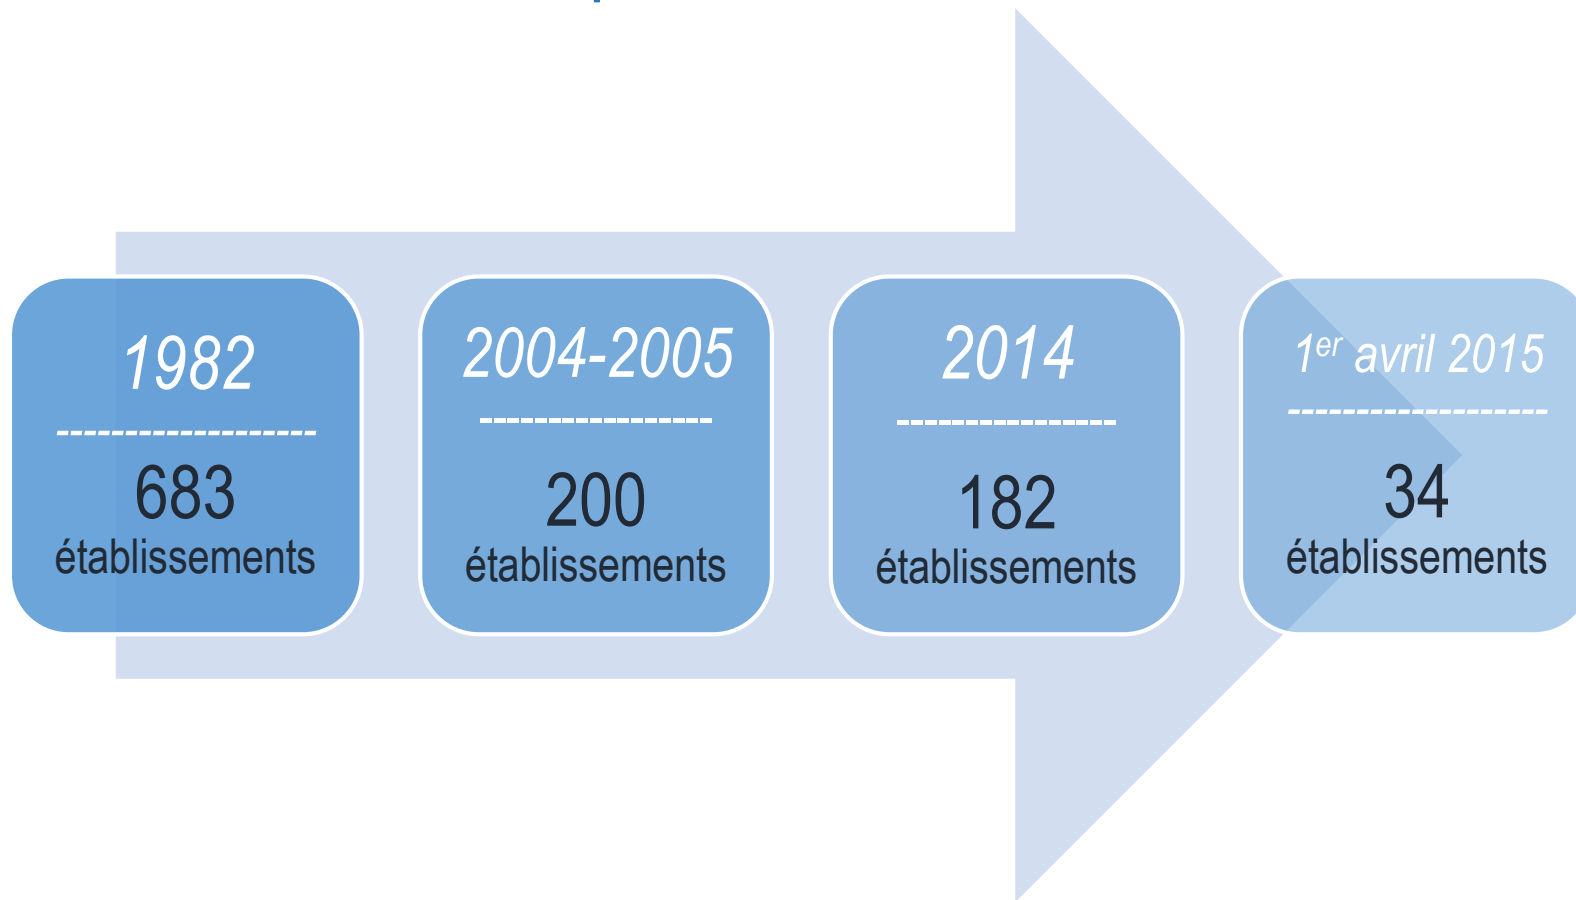 1982
-------------------
683
établissements
2004-2005
-----------------
200
établissements
2014
----------------
182
établissements
1er avril 2015
-------------------
34
établissements